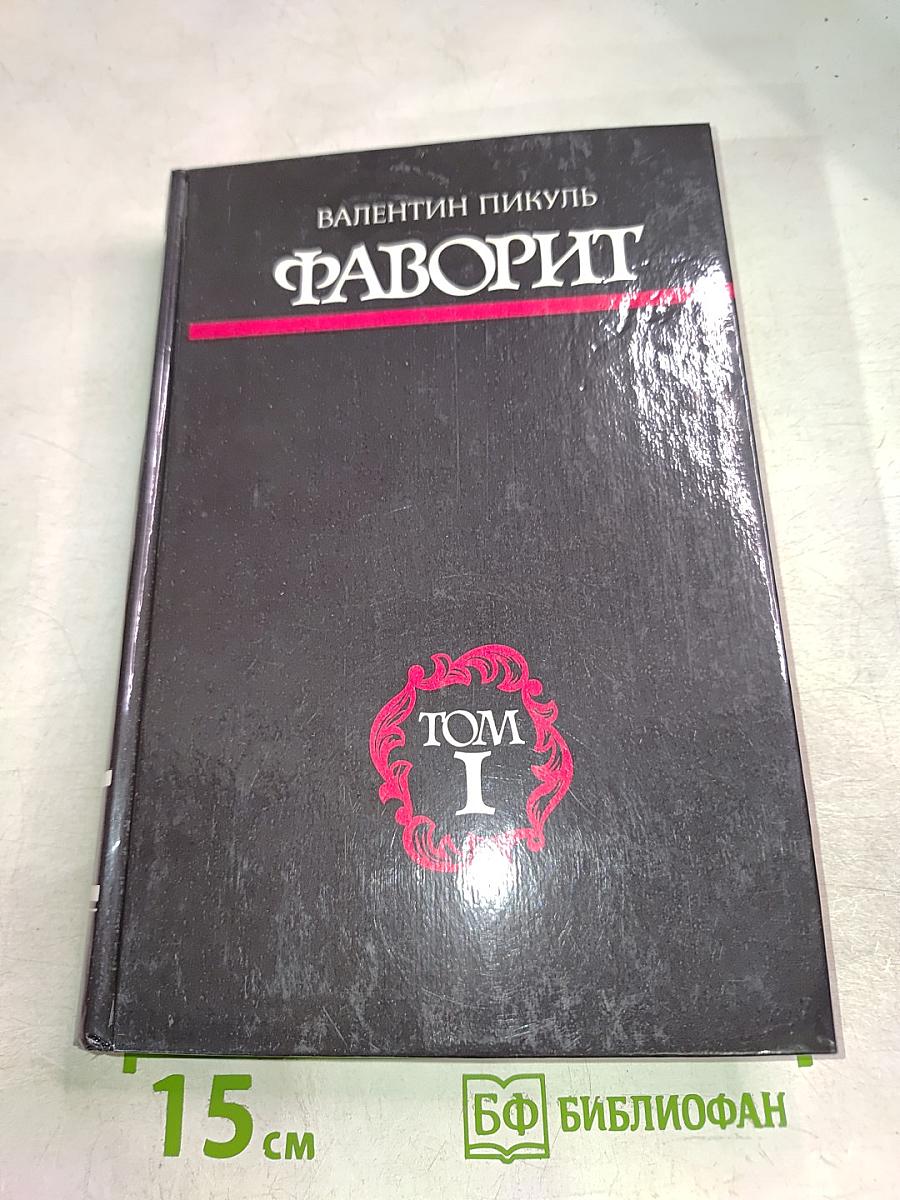 ВАЛЕНТИН ПИКУЛЬ
ФАВОРИТ
ТОМ
I
15 см
БФ БИБЛИОФАН